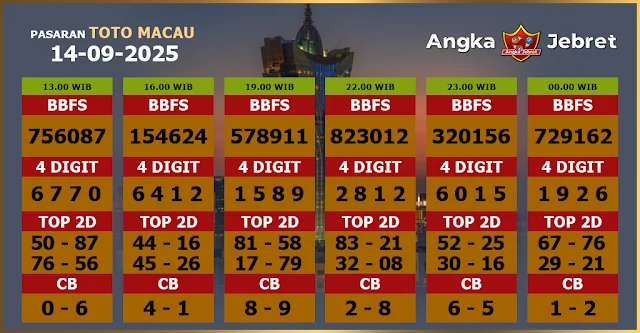 PASARAN TOTO MACAU
14-09-2025
Angka Jebret
Angka Jebret
13.00 WIB 16.00 WIB 19.00 WIB 22.00 WIB 23.00 WIB 00.00 WIB
BBFS BBFS BBFS BBFS BBFS BBFS
756087 154624 578911 823012 320156 729162
4 DIGIT 4 DIGIT 4 DIGIT 4 DIGIT 4 DIGIT 4 DIGIT
6 7 7 0 6 4 1 2 1 5 8 9 2 8 1 2 6 0 1 5 1 9 2 6
TOP 2D TOP 2D TOP 2D TOP 2D TOP 2D TOP 2D
50 - 87 44 - 16 81 - 58 83 - 21 52 - 25 67 - 76
76 - 56 45 - 26 17 - 79 32 - 08 30 - 16 29 - 21
CB CB CB CB CB CB
0 - 6 4 - 1 8 - 9 2 - 8 6 - 5 1 - 2